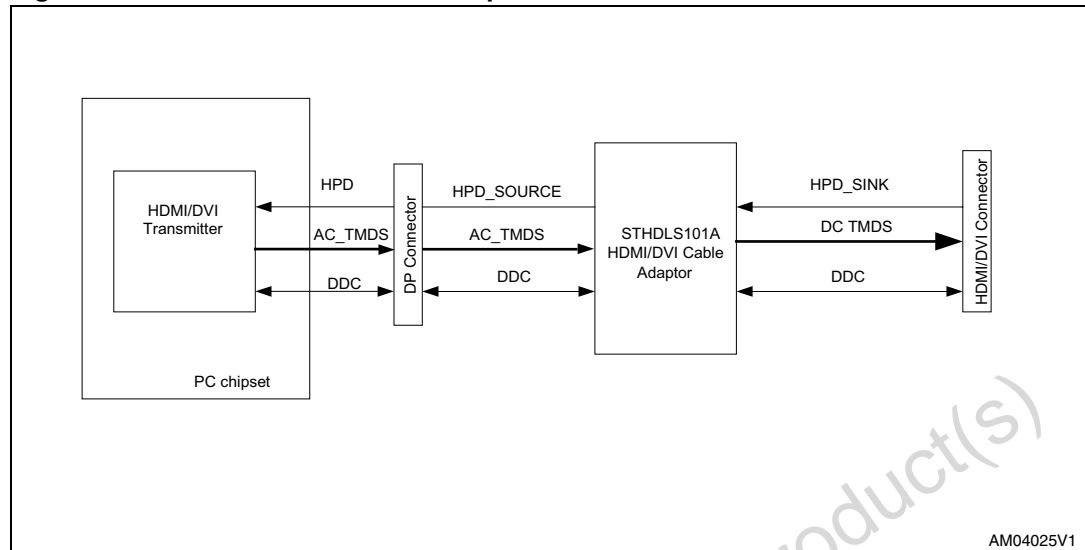 HDMI/DVI
Transmitter
PC chipset
HPD
AC_TMDS
DDC
DP Connector
HPD_SOURCE
AC_TMDS
DDC
STHDLS101A
HDMI/DVI Cable
Adaptor
HPD_SINK
DC TMDS
DDC
HDMI/DVI Connector
AM04025V1